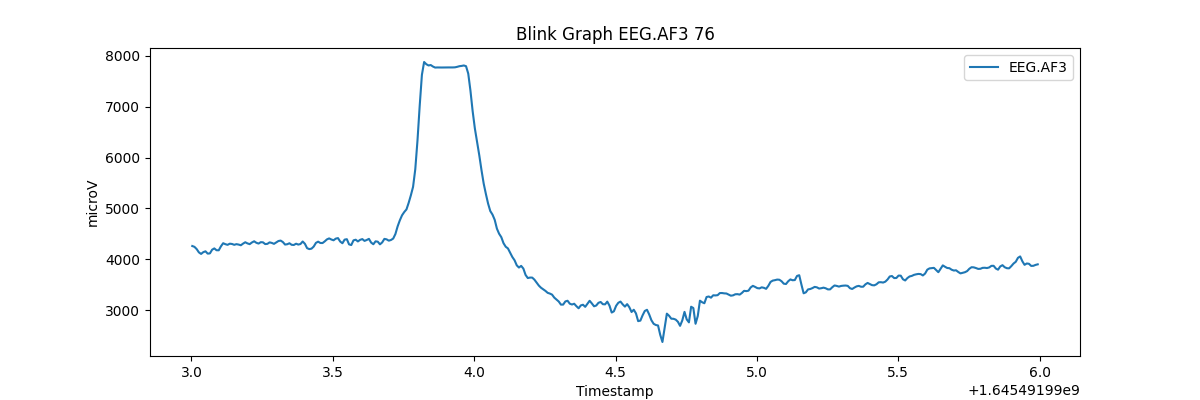 Blink Graph EEG.AF3 76
EEG.AF3
8000
7000
6000
5000
4000
3000
microV
3.0 3.5 4.0 4.5 5.0 5.5 6.0
Timestamp
+1.64549199e9